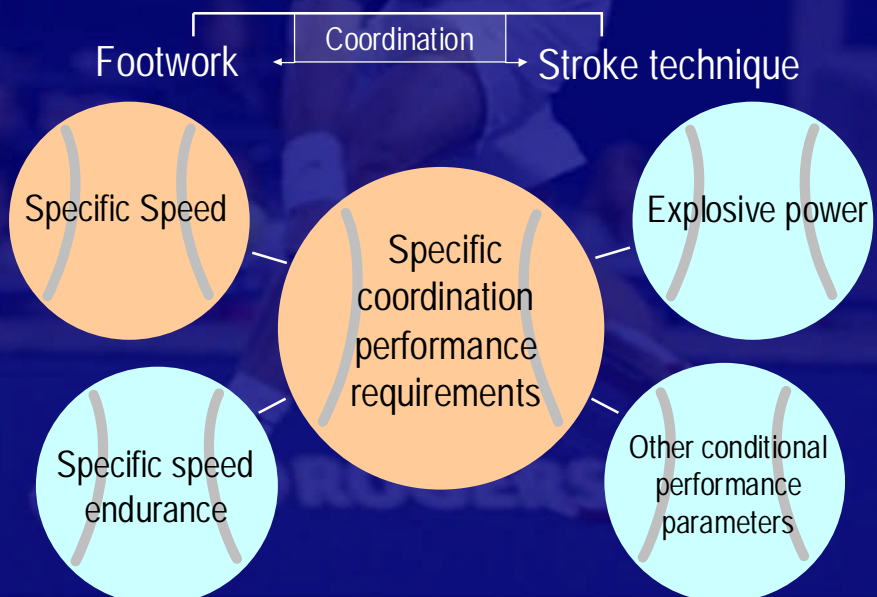 Coordination
Footwork
Stroke technique
Specific Speed
Explosive power
Specific
coordination
performance
requirements
Specific speed
endurance
Other conditional
performance
parameters
ROGERS